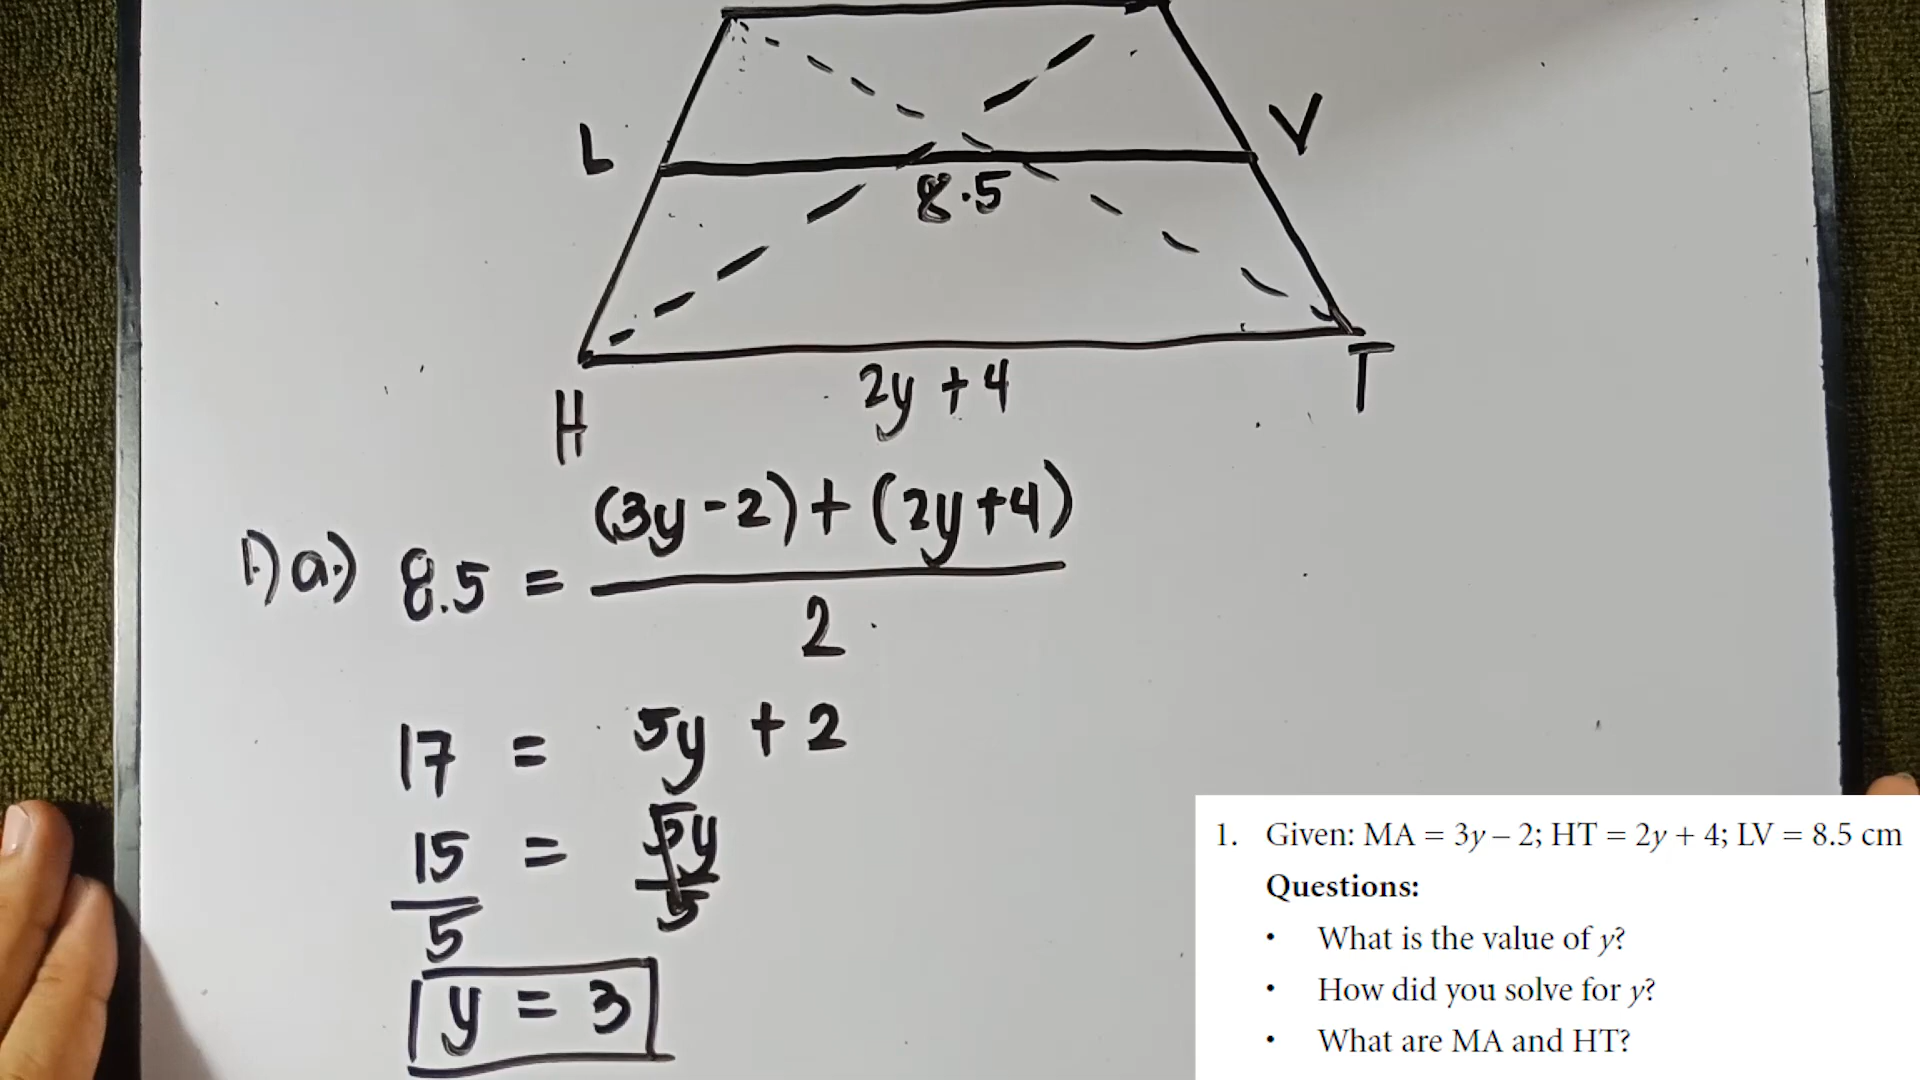 L
V
8.5
H
2y + 4
T
1.) a.) 8.5 = (3y - 2) + (2y + 4)
2
17 = 5y + 2
15 = 5y
5 5
y = 3
1. Given: MA = 3y – 2; HT = 2y + 4; LV = 8.5 cm
Questions:
• What is the value of y?
• How did you solve for y?
• What are MA and HT?